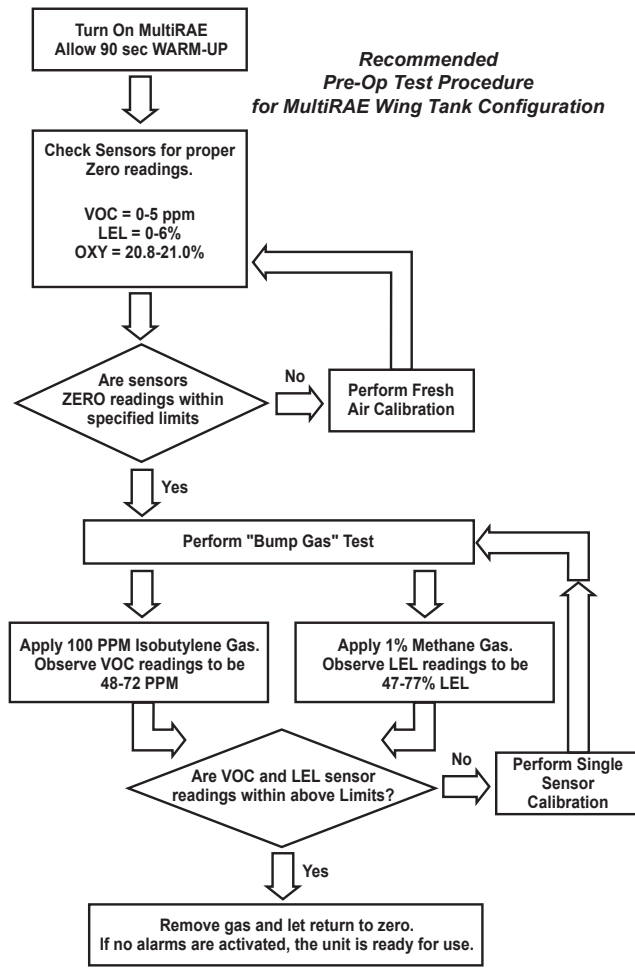 Turn On MultiRAE
Allow 90 sec WARM-UP
Recommended
Pre-Op Test Procedure
for MultiRAE Wing Tank Configuration
Check Sensors for proper
Zero readings.
VOC = 0-5 ppm
LEL = 0-6%
OXY = 20.8-21.0%
Are sensors
ZERO readings within
specified limits
No
Perform Fresh
Air Calibration
Yes
Perform "Bump Gas" Test
Apply 100 PPM Isobutylene Gas.
Observe VOC readings to be
48-72 PPM
Apply 1% Methane Gas.
Observe LEL readings to be
47-77% LEL
Are VOC and LEL sensor
readings within above Limits?
No
Perform Single
Sensor
Calibration
Yes
Remove gas and let return to zero.
If no alarms are activated, the unit is ready for use.